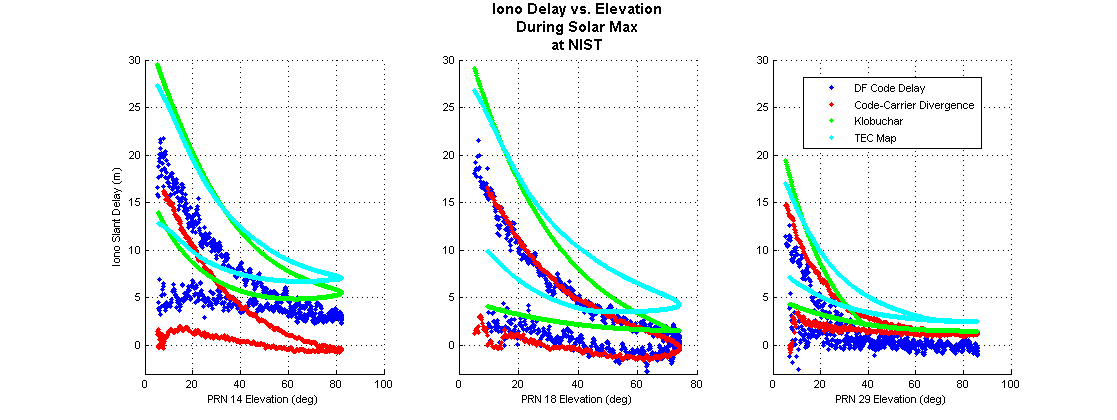 Iono Delay vs. Elevation
During Solar Max
at NIST
Iono Slant Delay (m)
30
25
20
15
10
5
0
0 20 40 60 80 100
PRN 14 Elevation (deg)
30
25
20
15
10
5
0
0 20 40 60 80
PRN 18 Elevation (deg)
30
25
20
15
10
5
0
0 20 40 60 80 100
PRN 29 Elevation (deg)
DF Code Delay
Code-Carrier Divergence
Klobuchar
TEC Map